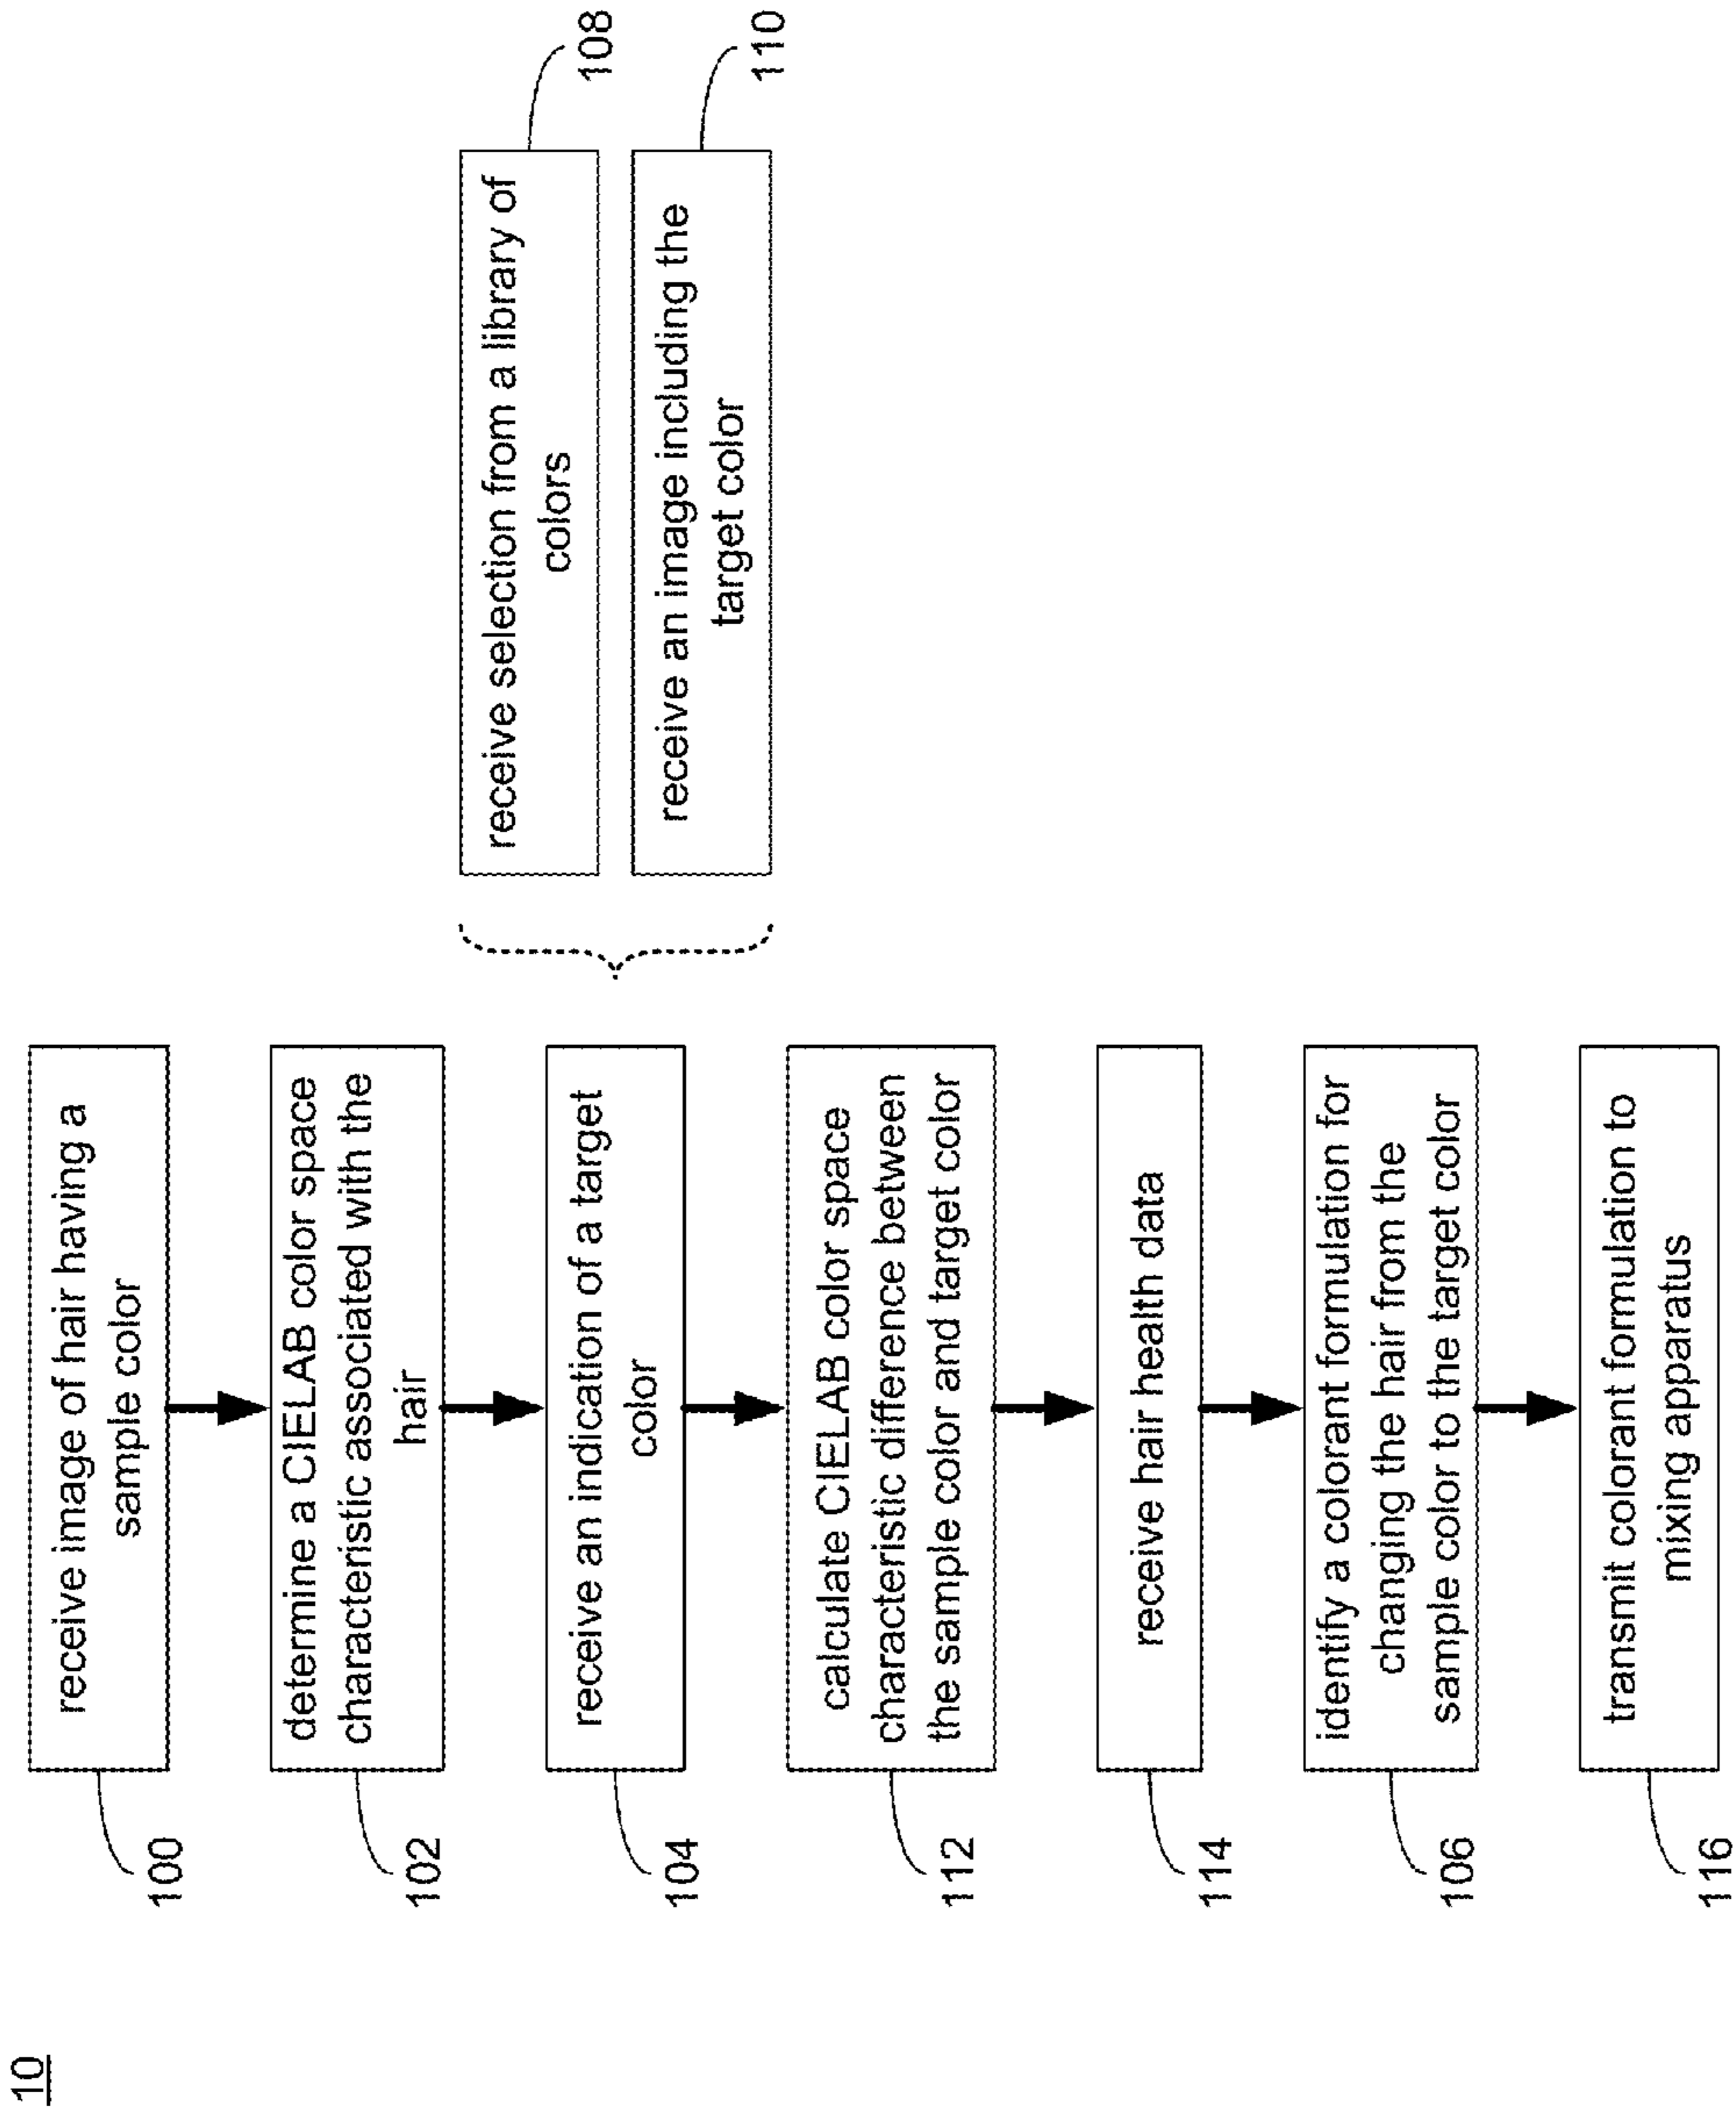 10
100
receive image of hair having a
sample color
102
determine a CIELAB color space
characteristic associated with the
hair
104
receive an indication of a target
color
108
receive selection from a library of
colors
110
receive an image including the
target color
112
calculate CIELAB color space
characteristic difference between
the sample color and target color
114
receive hair health data
106
identify a colorant formulation for
changing the hair from the
sample color to the target color
116
transmit colorant formulation to
mixing apparatus